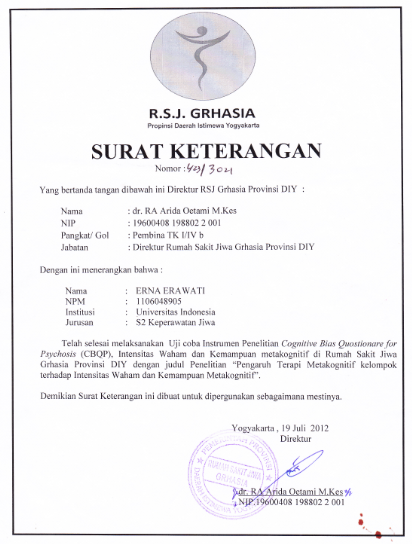 R.S.J. GRHASIA
Propinsi Daerah Istimewa Yogyakarta
SURAT KETERANGAN
Nomor : 423/3021
Yang bertanda tangan dibawah ini Direktur RSJ Grhasia Provinsi DIY :
Nama : dr. RA Arida Oetami M.Kes
NIP : 19600408 198802 2 001
Pangkat/ Gol : Pembina TK I/IV b
Jabatan : Direktur Rumah Sakit Jiwa Grhasia Provinsi DIY
Dengan ini menerangkan bahwa :
Nama : ERNA ERAWATI
NPM : 1106048905
Institusi : Universitas Indonesia
Jurusan : S2 Keperawatan Jiwa
Telah selesai melaksanakan Uji coba Instrumen Penelitian Cognitive Bias Questionare for
Psychosis (CBQP), Intensitas Waham dan Kemampuan metakognitif di Rumah Sakit Jiwa
Grhasia Provinsi DIY dengan judul Penelitian “Pengaruh Terapi Metakognitif kelompok
terhadap Intensitas Waham dan Kemampuan Metakognitif”.
Demikian Surat Keterangan ini dibuat untuk dipergunakan sebagaimana mestinya.
Yogyakarta , 19 Juli 2012
Direktur
RUMAH SAKIT JIWA
GRHASIA
dr. RA Arida Oetami M.Kes
NIP.19600408 198802 2 001